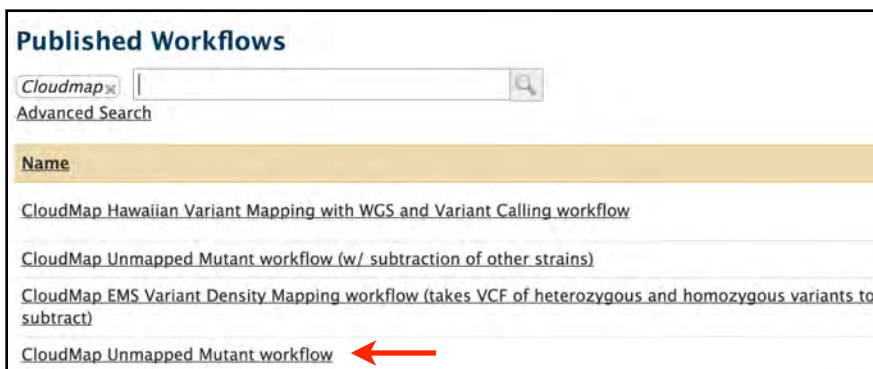 Published Workflows
Cloudmap x
Advanced Search
Name
CloudMap Hawaiian Variant Mapping with WGS and Variant Calling workflow
CloudMap Unmapped Mutant workflow (w/ subtraction of other strains)
CloudMap EMS Variant Density Mapping workflow (takes VCF of heterozygous and homozygous variants to
subtract)
CloudMap Unmapped Mutant workflow